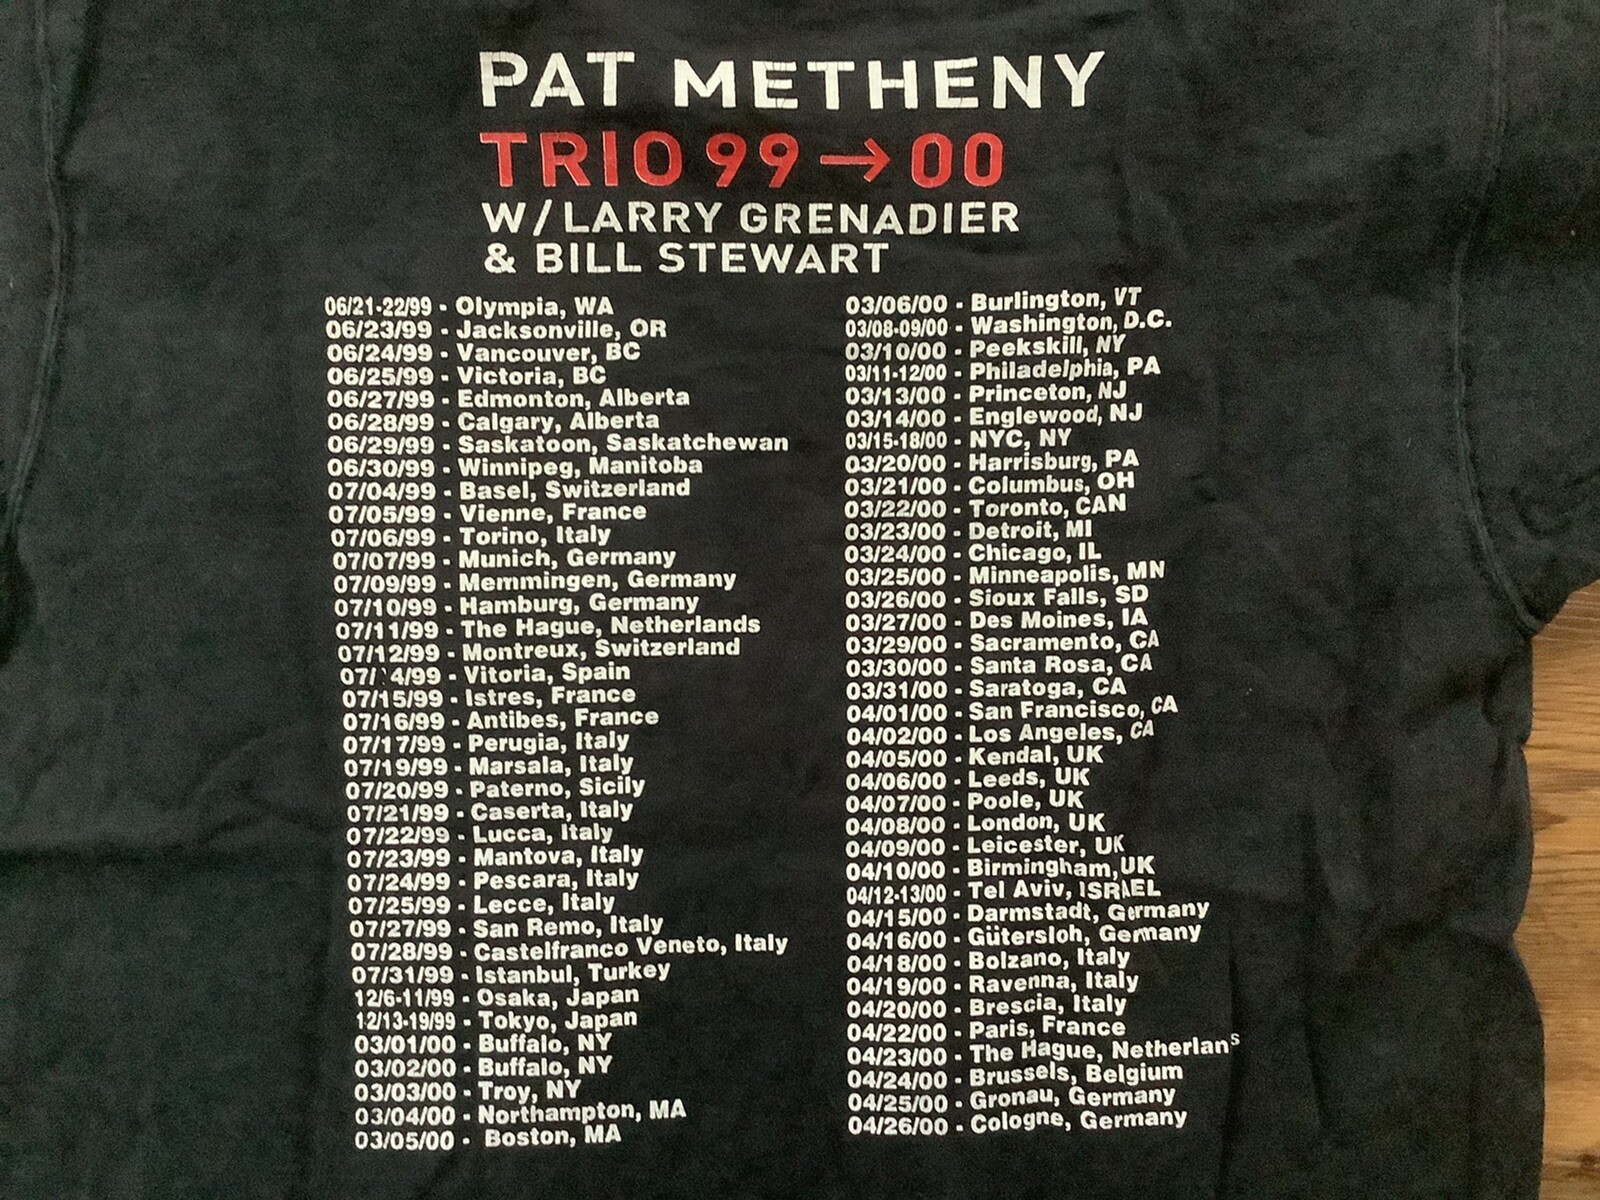 PAT METHENY
TRIO 99 → 00
W/ LARRY GRENADIER
& BILL STEWART
06/21-22/99 - Olympia, WA
06/23/99 - Jacksonville, OR
06/24/99 - Vancouver, BC
06/25/99 - Victoria, BC
06/27/99 - Edmonton, Alberta
06/28/99 - Calgary, Alberta
06/29/99 - Saskatoon, Saskatchewan
06/30/99 - Winnipeg, Manitoba
07/04/99 - Basel, Switzerland
07/05/99 - Vienne, France
07/06/99 - Torino, Italy
07/07/99 - Munich, Germany
07/09/99 - Memmingen, Germany
07/10/99 - Hamburg, Germany
07/11/99 - The Hague, Netherlands
07/12/99 - Montreux, Switzerland
07/14/99 - Vitoria, Spain
07/15/99 - Istres, France
07/16/99 - Antibes, France
07/17/99 - Perugia, Italy
07/19/99 - Marsala, Italy
07/20/99 - Paterno, Sicily
07/21/99 - Caserta, Italy
07/22/99 - Lucca, Italy
07/23/99 - Mantova, Italy
07/24/99 - Pescara, Italy
07/25/99 - Lecce, Italy
07/27/99 - San Remo, Italy
07/28/99 - Castelfranco Veneto, Italy
07/31/99 - Istanbul, Turkey
12/6-11/99 - Osaka, Japan
12/13-19/99 - Tokyo, Japan
03/01/00 - Buffalo, NY
03/02/00 - Buffalo, NY
03/03/00 - Troy, NY
03/04/00 - Northampton, MA
03/05/00 - Boston, MA
03/06/00 - Burlington, VT
03/08-09/00 - Washington, D.C.
03/10/00 - Peekskill, NY
03/11-12/00 - Philadelphia, PA
03/13/00 - Princeton, NJ
03/14/00 - Englewood, NJ
03/15-18/00 - NYC, NY
03/20/00 - Harrisburg, PA
03/21/00 - Columbus, OH
03/22/00 - Toronto, CAN
03/23/00 - Detroit, MI
03/24/00 - Chicago, IL
03/25/00 - Minneapolis, MN
03/26/00 - Sioux Falls, SD
03/27/00 - Des Moines, IA
03/29/00 - Sacramento, CA
03/30/00 - Santa Rosa, CA
03/31/00 - Saratoga, CA
04/01/00 - San Francisco, CA
04/02/00 - Los Angeles, CA
04/05/00 - Kendal, UK
04/06/00 - Leeds, UK
04/07/00 - Poole, UK
04/08/00 - London, UK
04/09/00 - Leicester, UK
04/10/00 - Birmingham,UK
04/12-13/00 - Tel Aviv, ISRAEL
04/15/00 - Darmstadt, Germany
04/16/00 - Gütersloh, Germany
04/18/00 - Bolzano, Italy
04/19/00 - Ravenna, Italy
04/20/00 - Brescia, Italy
04/22/00 - Paris, France
04/23/00 - The Hague, Netherlans
04/24/00 - Brussels, Belgium
04/25/00 - Gronau, Germany
04/26/00 - Cologne, Germany